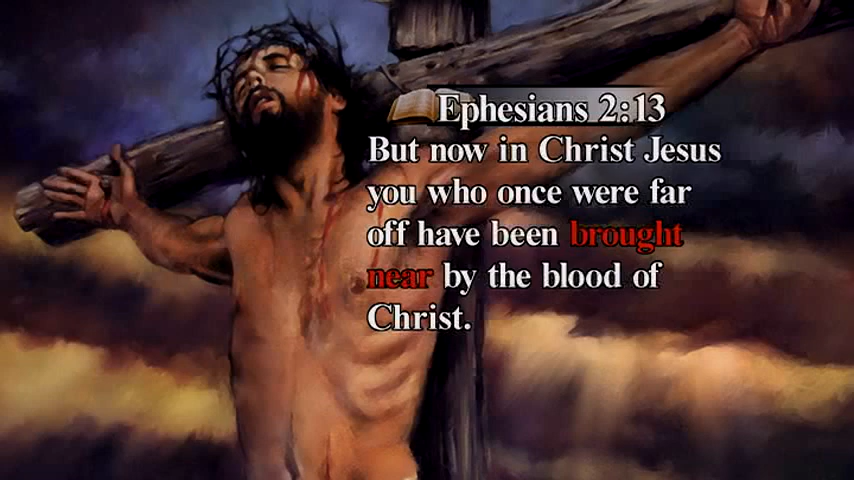 Ephesians 2:13
But now in Christ Jesus
you who once were far
off have been brought
near by the blood of
Christ.